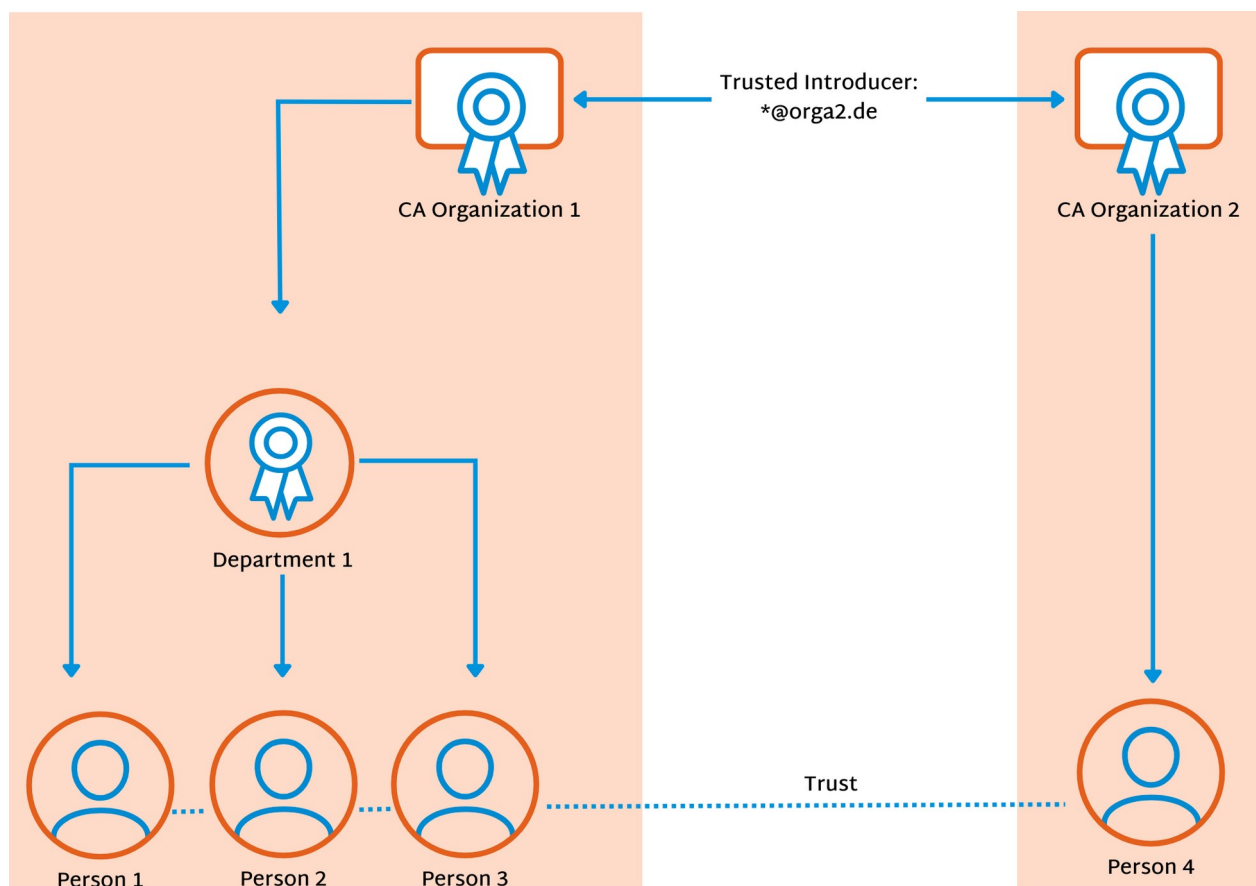 Trusted Introducer:
*@orga2.de
CA Organization 1
CA Organization 2
Department 1
Trust
Person 1
Person 2
Person 3
Person 4